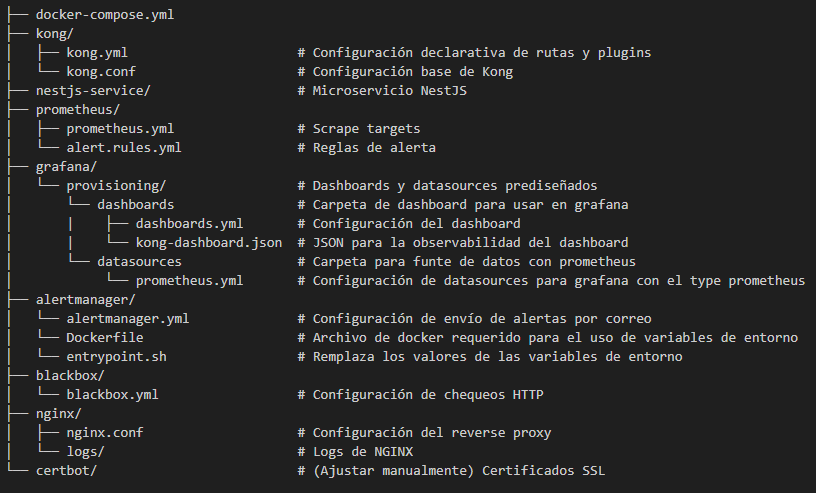 ├── docker-compose.yml
├── kong/
│   ├── kong.yml                      # Configuración declarativa de rutas y plugins
│   └── kong.conf                     # Configuración base de Kong
├── nestjs-service/                   # Microservicio NestJS
├── prometheus/
│   ├── prometheus.yml                # Scrape targets
│   └── alert.rules.yml               # Reglas de alerta
├── grafana/
│   └── provisioning/                 # Dashboards y datasources prediseñados
│       └── dashboards                # Carpeta de dashboard para usar en grafana
│       |    ├── dashboards.yml       # Configuración del dashboard
│       |    └── kong-dashboard.json  # JSON para la observabilidad del dashboard
│       └── datasources               # Carpeta para funte de datos con prometheus
│            └── prometheus.yml       # Configuración de datasources para grafana con el type prometheus
├── alertmanager/
│   └── alertmanager.yml              # Configuración de envío de alertas por correo
│   └── Dockerfile                    # Archivo de docker requerido para el uso de variables de entorno
│   └── entrypoint.sh                 # Remplaza los valores de las variables de entorno
├── blackbox/
│   └── blackbox.yml                  # Configuración de chequeos HTTP
├── nginx/
│   ├── nginx.conf                    # Configuración del reverse proxy
│   └── logs/                         # Logs de NGINX
└── certbot/                          # (Ajustar manualmente) Certificados SSL